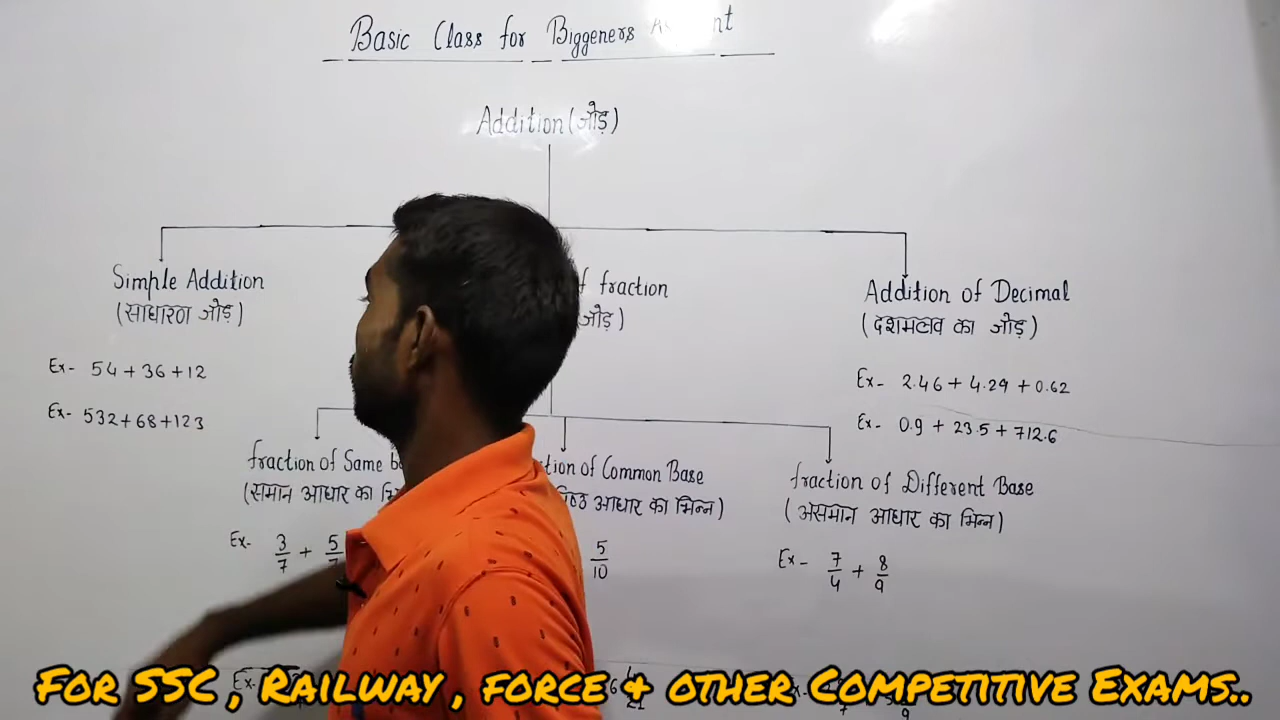 Basic Class for Biggeners
Addition (जोड़)
Simple Addition
(साधारण जोड़)
Ex- 54 + 36 + 12
Ex- 532 + 68 + 123
fraction
जोड़)
Addition of Decimal
(दशमलव का जोड़)
Ex- 2.46 + 4.29 + 0.62
Ex- 0.9 + 23.5 + 712.6
fraction of Same
(समान आधार का
Ex- 3/7 + 5/
of Common Base
आधार का भिन्न)
5/10
fraction of Different Base
(असमान आधार का भिन्न)
Ex- 7/4 + 8/9
For SSC , Railway , force & other Competitive Exams..